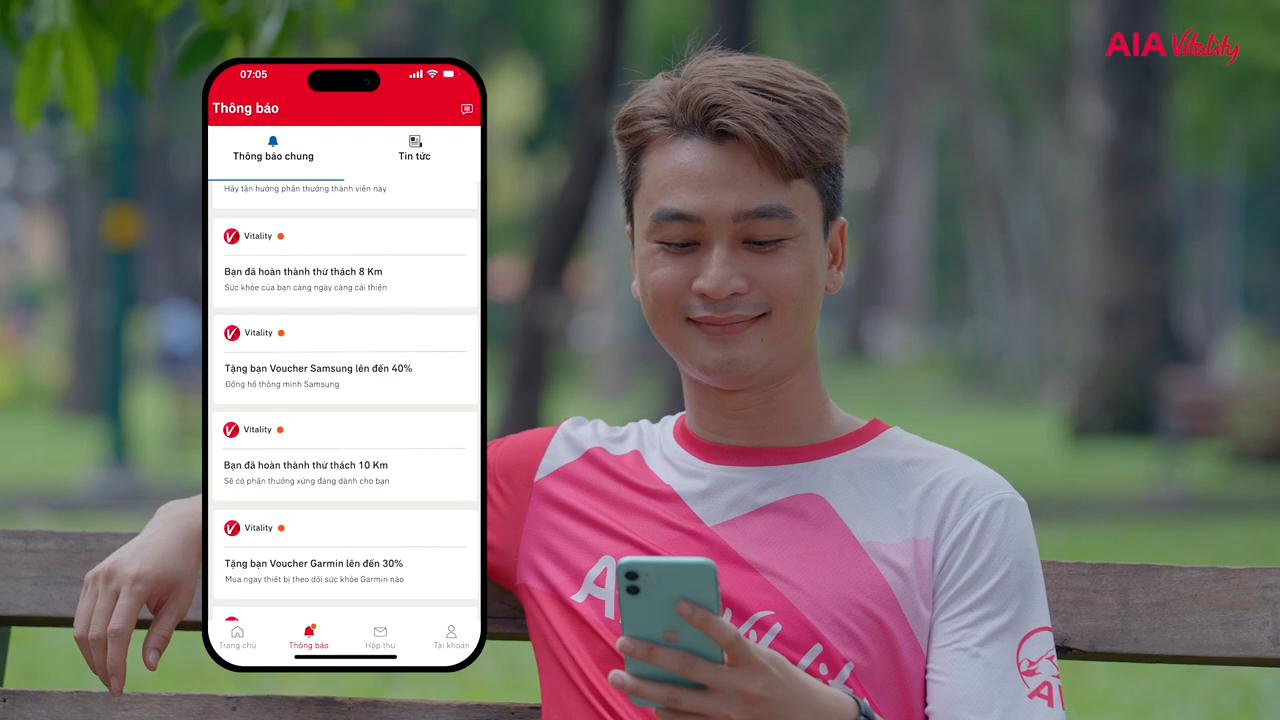 AIA Vitality
07:05
Thông báo
Thông báo chung
Tin tức
Hãy tận hưởng phần thưởng thành viên này
Vitality
Bạn đã hoàn thành thử thách 8 Km
Sức khỏe của bạn càng ngày càng cải thiện
Vitality
Tặng bạn Voucher Samsung lên đến 40%
Đồng hồ thông minh Samsung
Vitality
Bạn đã hoàn thành thử thách 10 Km
Sẽ có phần thưởng xứng đáng dành cho bạn
Vitality
Tặng bạn Voucher Garmin lên đến 30%
Mua ngay thiết bị theo dõi sức khỏe Garmin nào
Trang chủ
Thông báo
Hộp thư
Tài khoản